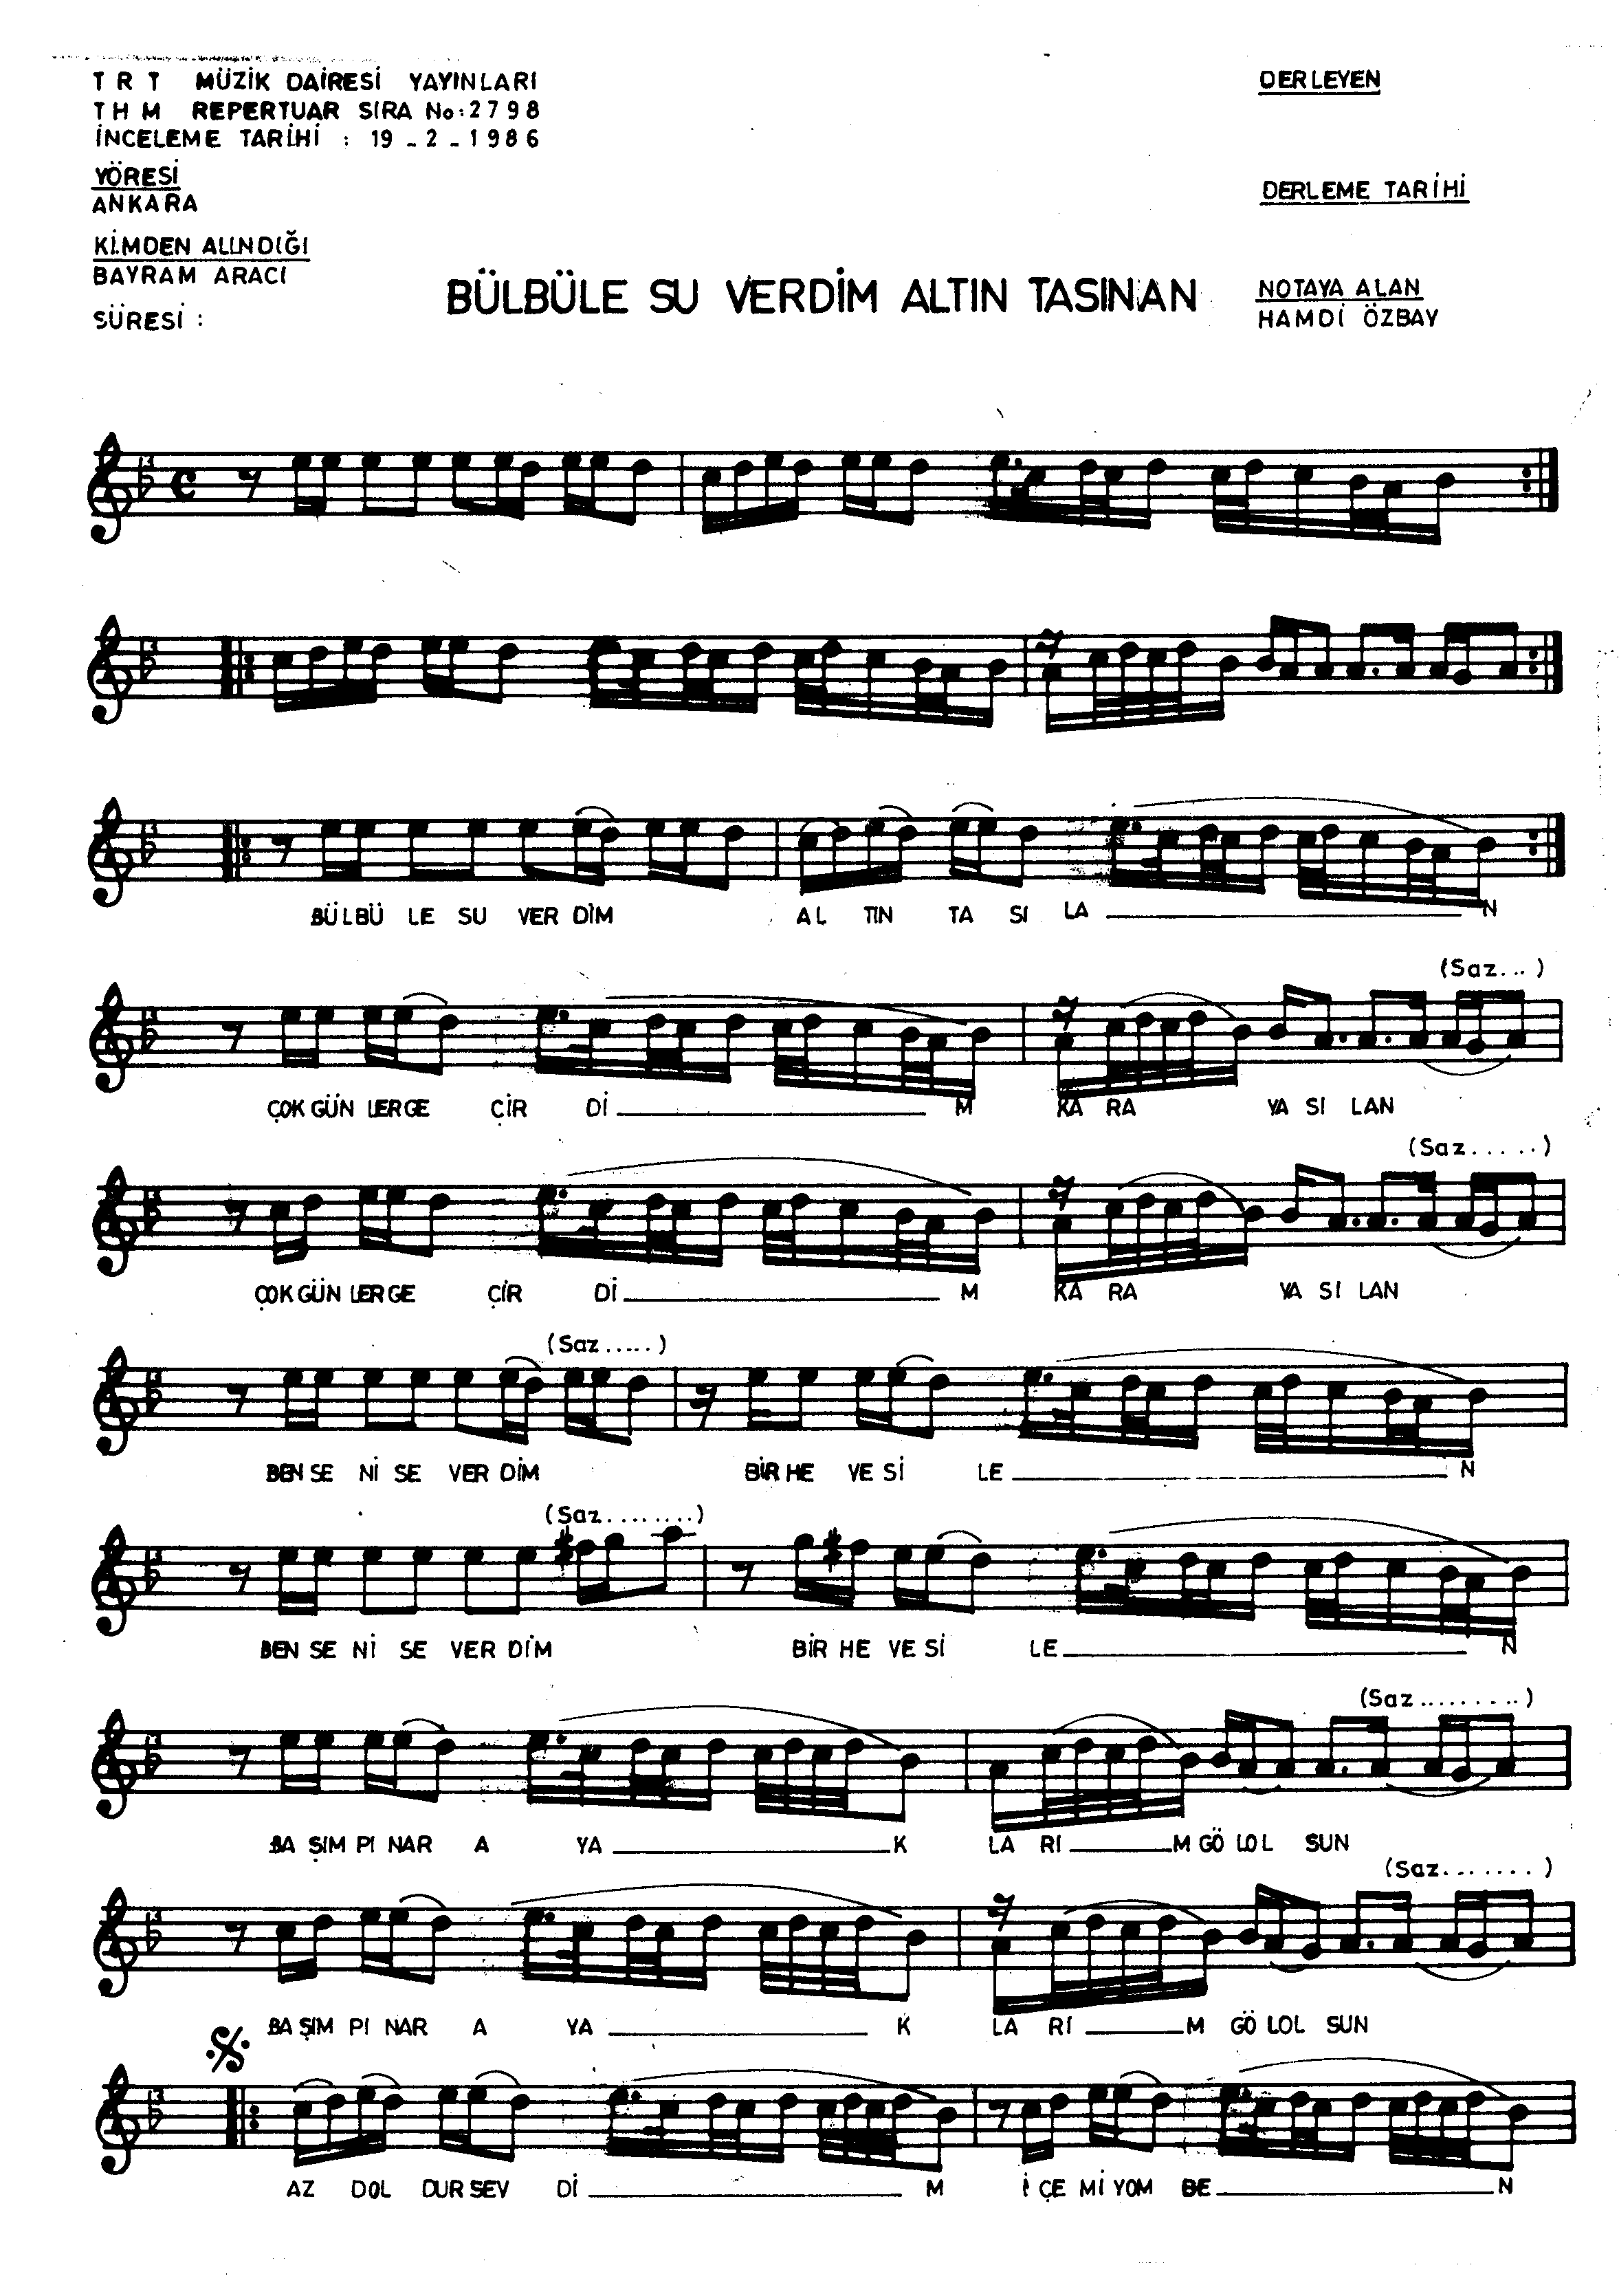 TRT MÜZİK DAİRESİ YAYINLARI
THM REPERTUAR SIRA No: 2798
İNCELEME TARİHİ : 19 - 2 - 1986
YÖRESİ
ANKARA
KİMDEN ALINDIĞI
BAYRAM ARACI
SÜRESİ :
DERLEYEN
DERLEME TARİHİ
NOTAYA ALAN
HAMDİ ÖZBAY
BÜLBÜLE SU VERDİM ALTIN TASINAN
BÜLBÜ LE SU VER DİM AL TIN TA SI LA N
(Saz...)
ÇOK GÜN LER GE ÇİR Dİ M KA RA YA SI LAN
(Saz.....)
ÇOK GÜN LER GE ÇİR Dİ M KA RA YA SI LAN
(Saz.....)
BEN SE Nİ SE VER DİM BİR HE VE Sİ LE N
(Saz........)
BEN SE Nİ SE VER DİM BİR HE VE Sİ LE N
(Saz.........)
BA ŞIM PI NAR A YA K LA RI M GÖ LOL SUN
(Saz.......)
BA ŞIM PI NAR A YA K LA RI M GÖ LOL SUN
AZ DOL DUR SEV Dİ M İ ÇE Mİ YOM BE N